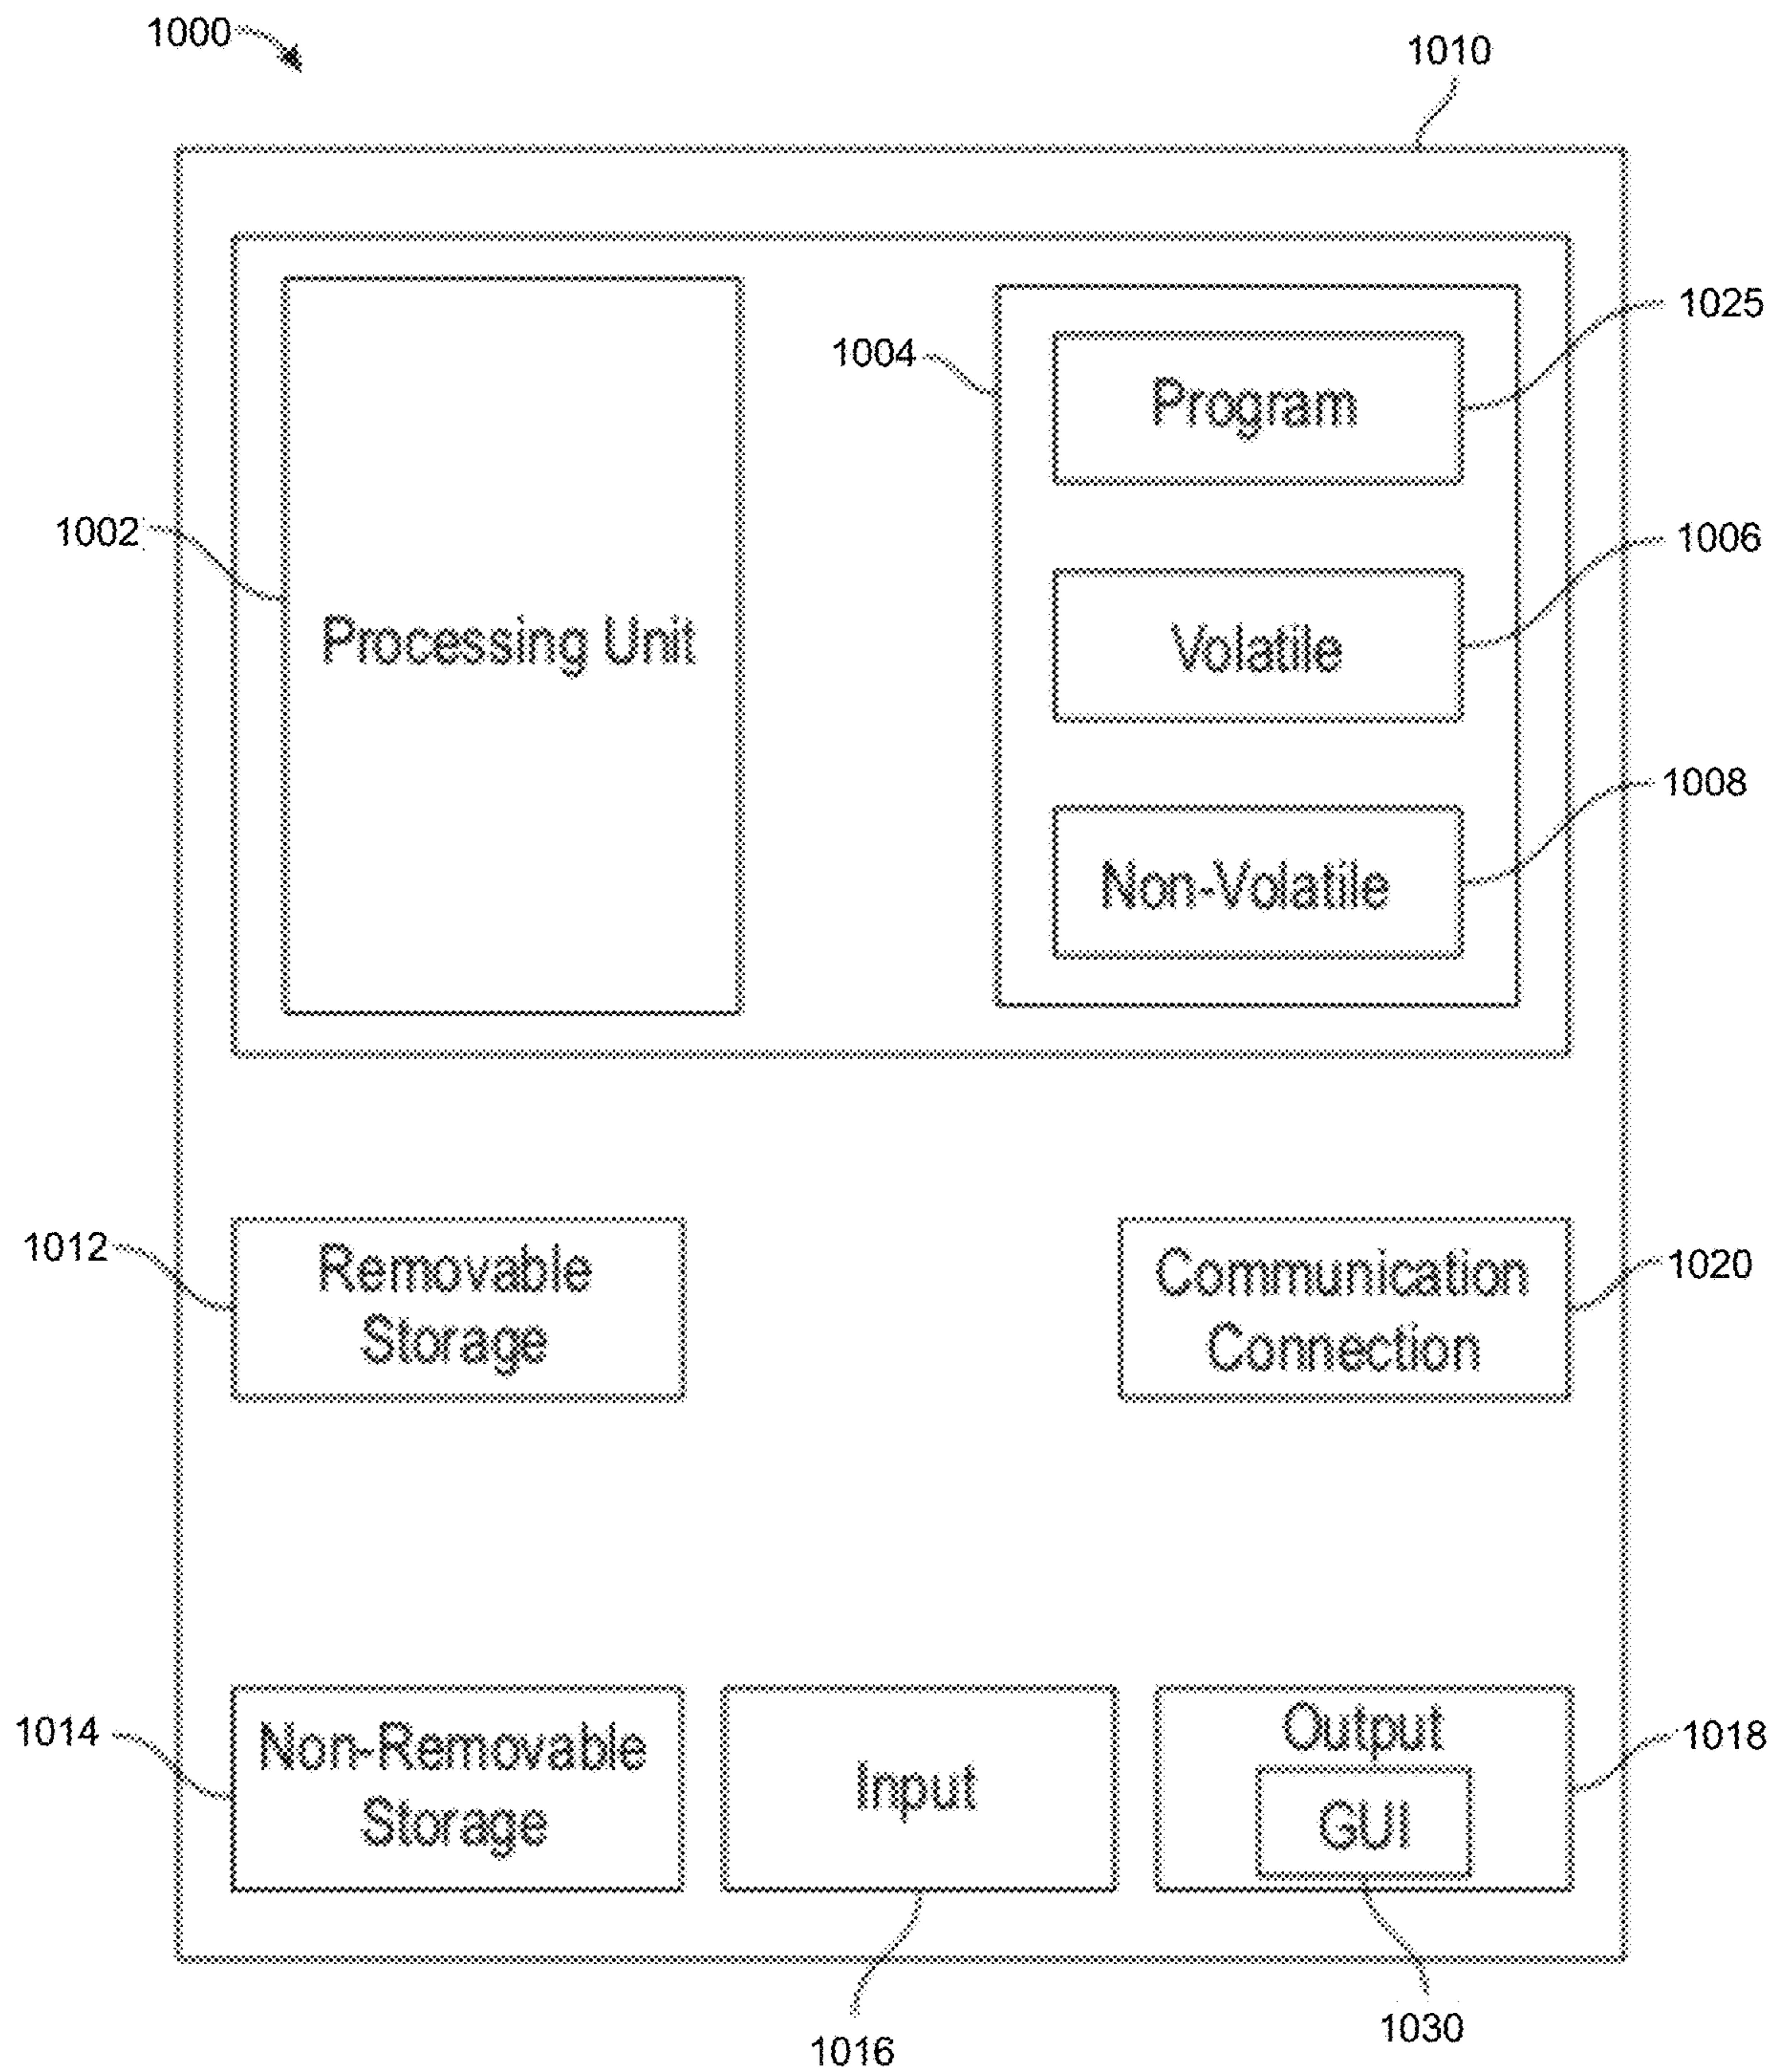 1000
1010
1025
1004
Program
1002
1006
Processing Unit
Volatile
1008
Non-Volatile
1012
Removable
Storage
Communication
Connection
1020
1014
Non-Removable
Storage
Input
Output
GUI
1018
1016
1030